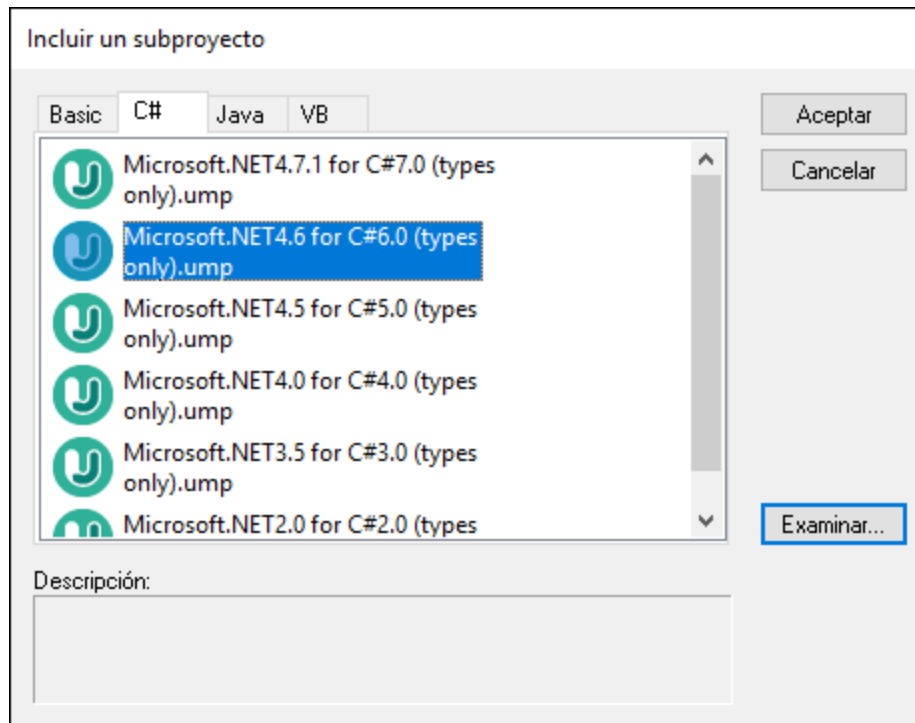 Incluir un subproyecto
Basic C# Java VB
Aceptar
Cancelar
Microsoft.NET4.7.1 for C#7.0 (types
only).ump
Microsoft.NET4.6 for C#6.0 (types
only).ump
Microsoft.NET4.5 for C#5.0 (types
only).ump
Microsoft.NET4.0 for C#4.0 (types
only).ump
Microsoft.NET3.5 for C#3.0 (types
only).ump
Microsoft.NET2.0 for C#2.0 (types
Examinar...
Descripción: